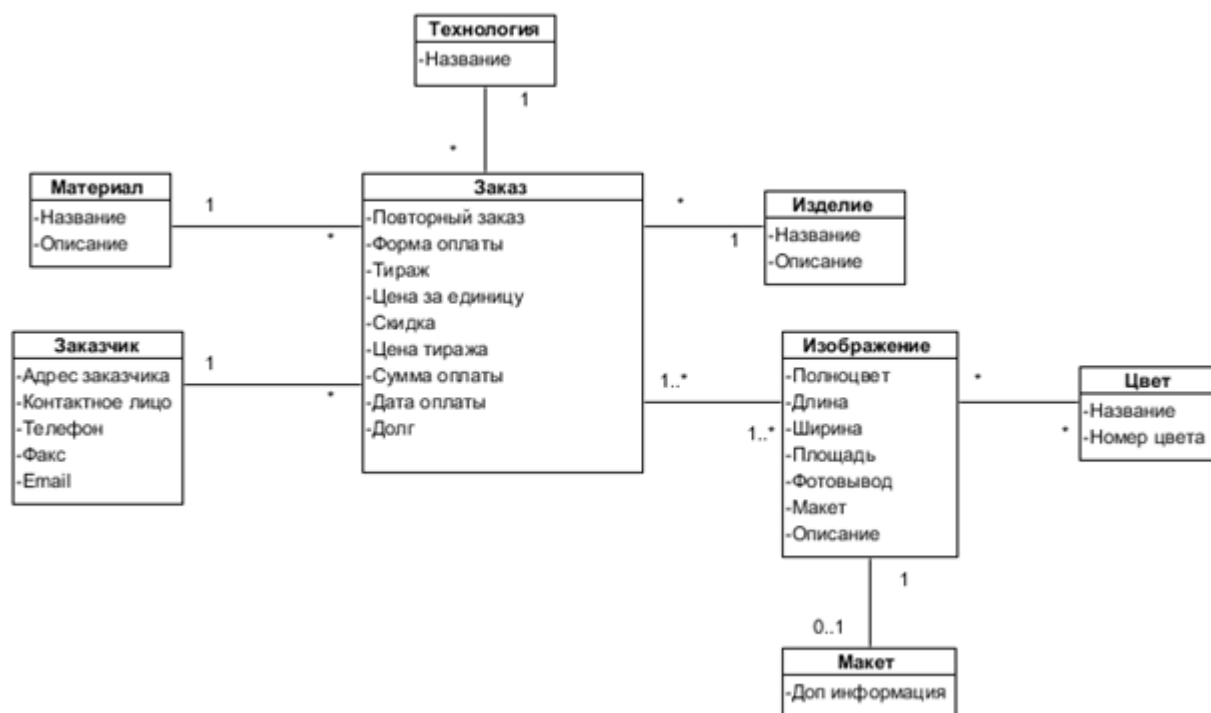 Технология
-Название
1
*
Материал
-Название
-Описание
1
*
Заказ
-Повторный заказ
-Форма оплаты
-Тираж
-Цена за единицу
-Скидка
-Цена тиража
-Сумма оплаты
-Дата оплаты
-Долг
*
1
Изделие
-Название
-Описание
Заказчик
-Адрес заказчика
-Контактное лицо
-Телефон
-Факс
-Email
1
*
1..*
1..*
Изображение
-Полноцвет
-Длина
-Ширина
-Площадь
-Фотовывод
-Макет
-Описание
*
*
Цвет
-Название
-Номер цвета
1
0..1
Макет
-Доп информация